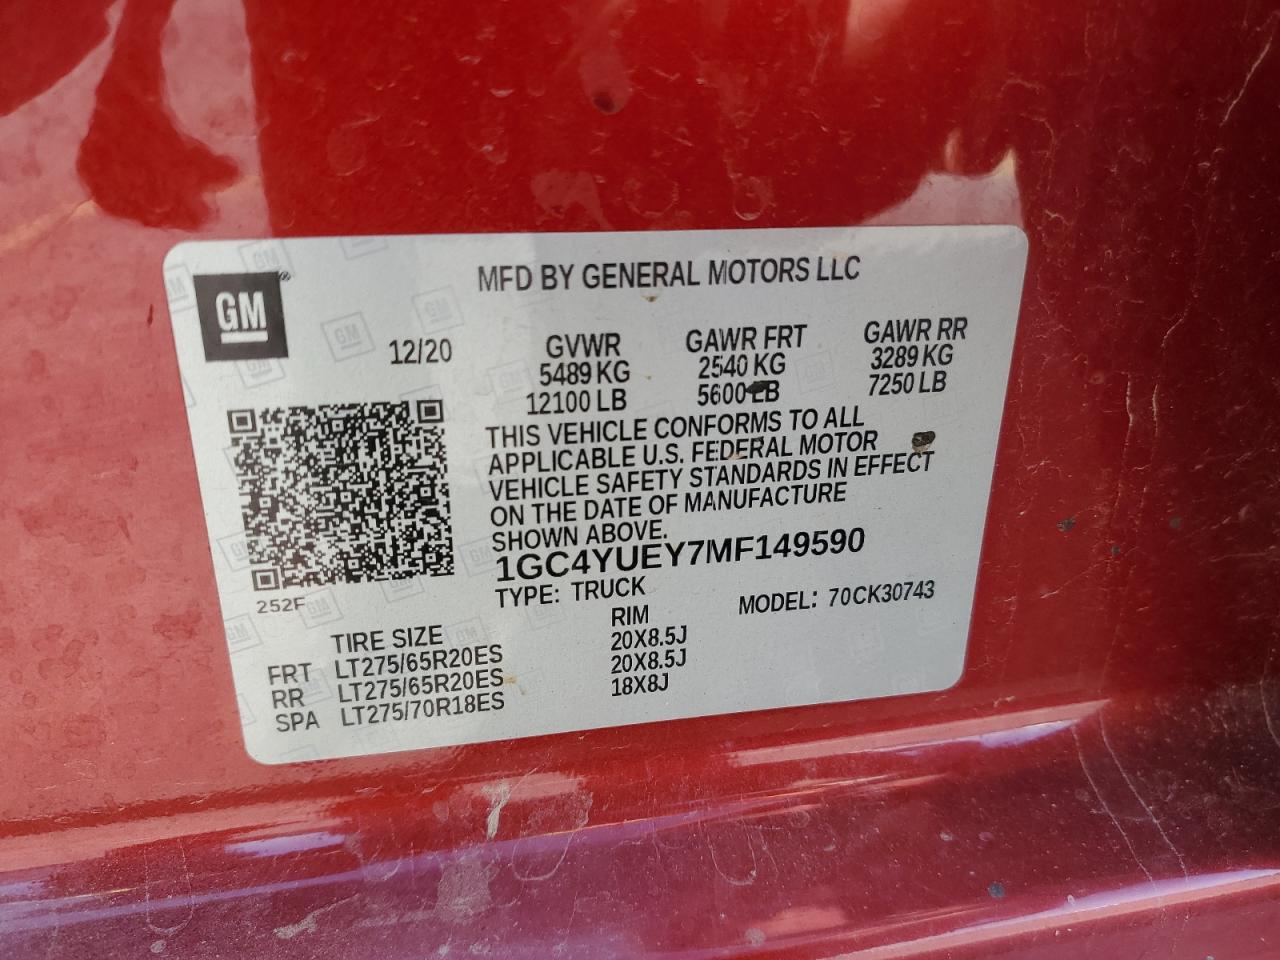 GM
MFD BY GENERAL MOTORS LLC
12/20 GVWR GAWR FRT GAWR RR
5489 KG 2540 KG 3289 KG
12100 LB 5600 LB 7250 LB
THIS VEHICLE CONFORMS TO ALL
APPLICABLE U.S. FEDERAL MOTOR
VEHICLE SAFETY STANDARDS IN EFFECT
ON THE DATE OF MANUFACTURE
SHOWN ABOVE.
1GC4YUEY7MF149590
252F
TYPE: TRUCK MODEL: 70CK30743
TIRE SIZE RIM
FRT LT275/65R20ES 20X8.5J
RR LT275/65R20ES 20X8.5J
SPA LT275/70R18ES 18X8J